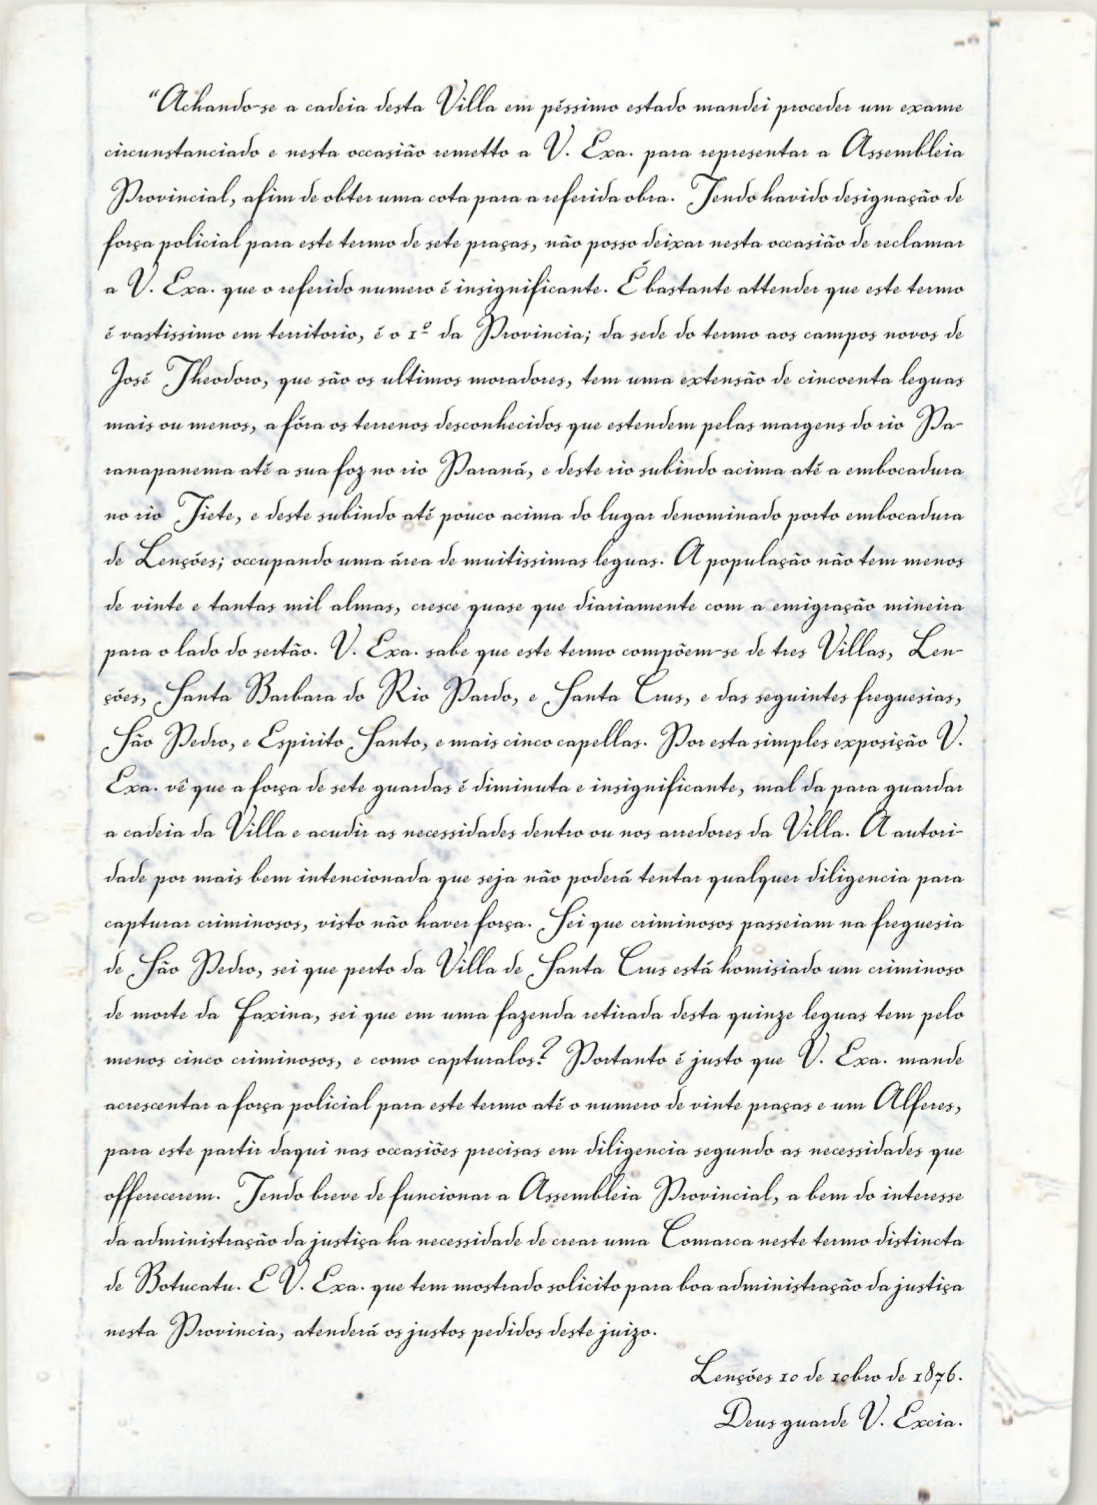 “Achando-se a cadeia desta Villa em péssimo estado mandei proceder um exame
circunstanciado e nesta occasião remetto a V. Exa. para representar a Assembleia
Provincial, afim de obter uma cota para a referida obra. Tendo havido designação de
força policial para este termo de sete praças, não posso deixar nesta occasião de reclamar
a V. Exa. que o referido numero é insignificante. É bastante attender que este termo
é vastissimo em territorio, é o 1º da Provincia; da sede do termo aos campos novos de
José Theodoro, que são os ultimos moradores, tem uma extensão de cincoenta leguas
mais ou menos, a fóra os terrenos desconhecidos que estendem pelas margens do rio Pa-
ranapanema até a sua foz no rio Paraná, e deste rio subindo acima até a embocadura
no rio Tiete, e deste subindo até pouco acima do lugar denominado porto embocadura
de Lençóes; occupando uma área de muitissimas leguas. A população não tem menos
de vinte e tantas mil almas, cresce quase que diariamente com a emigração mineira
para o lado do sertão. V. Exa. sabe que este termo compõem-se de tres Villas, Len-
çóes, Santa Barbara do Rio Pardo, e Santa Crus, e das seguintes freguesias,
São Pedro, e Espirito Santo, e mais cinco capellas. Por esta simples exposição V.
Exa. vê que a força de sete guardas é diminuta e insignificante, mal da para guardar
a cadeia da Villa e acudir as necessidades dentro ou nos arredores da Villa. A autori-
dade por mais bem intencionada que seja não poderá tentar qualquer diligencia para
capturar criminosos, visto não haver força. Sei que criminosos passeiam na freguesia
de São Pedro, sei que perto da Villa de Santa Crus está homisiado um criminoso
de morte da Faxina, sei que em uma fazenda retirada desta quinze leguas tem pelo
menos cinco criminosos, e como capturalos? Portanto é justo que V. Exa. mande
acrescentar a força policial para este termo até o numero de vinte praças e um Alferes,
para este partir daqui nas occasiões precisas em diligencia segundo as necessidades que
offerecerem. Tendo breve de funcionar a Assembleia Provincial, a bem do interesse
da administração da justiça ha necessidade de crear uma Comarca neste termo distincta
de Botucatu. E V. Exa. que tem mostrado solicito para boa administração da justiça
nesta Provincia, atenderá os justos pedidos deste juizo.
Lençóes 10 de 10bro de 1876.
Deus guarde V. Excia.